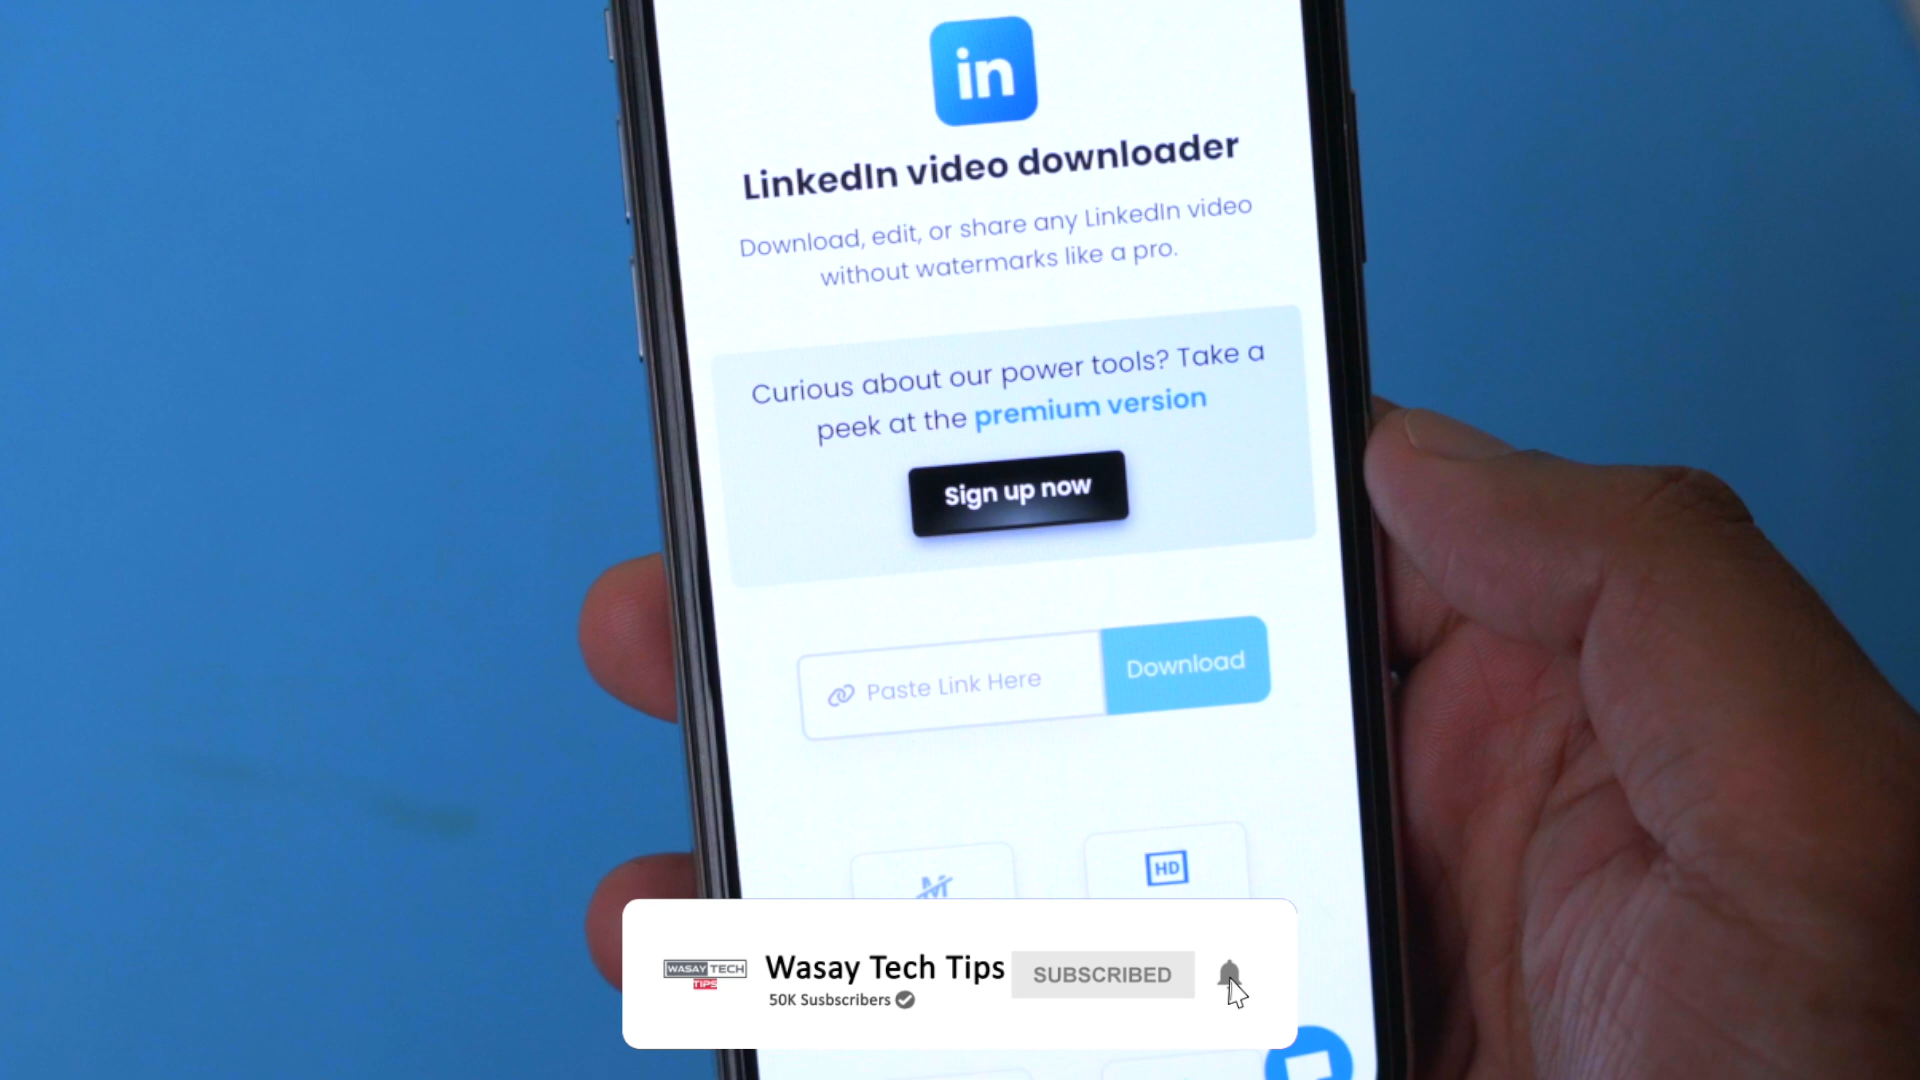 in
LinkedIn video downloader
Download, edit, or share any LinkedIn video
without watermarks like a pro.
Curious about our power tools? Take a
peek at the premium version
Sign up now
Paste Link Here
Download
HD
WASAY TECH
TIPS
Wasay Tech Tips
50K Susbscribers
SUBSCRIBED